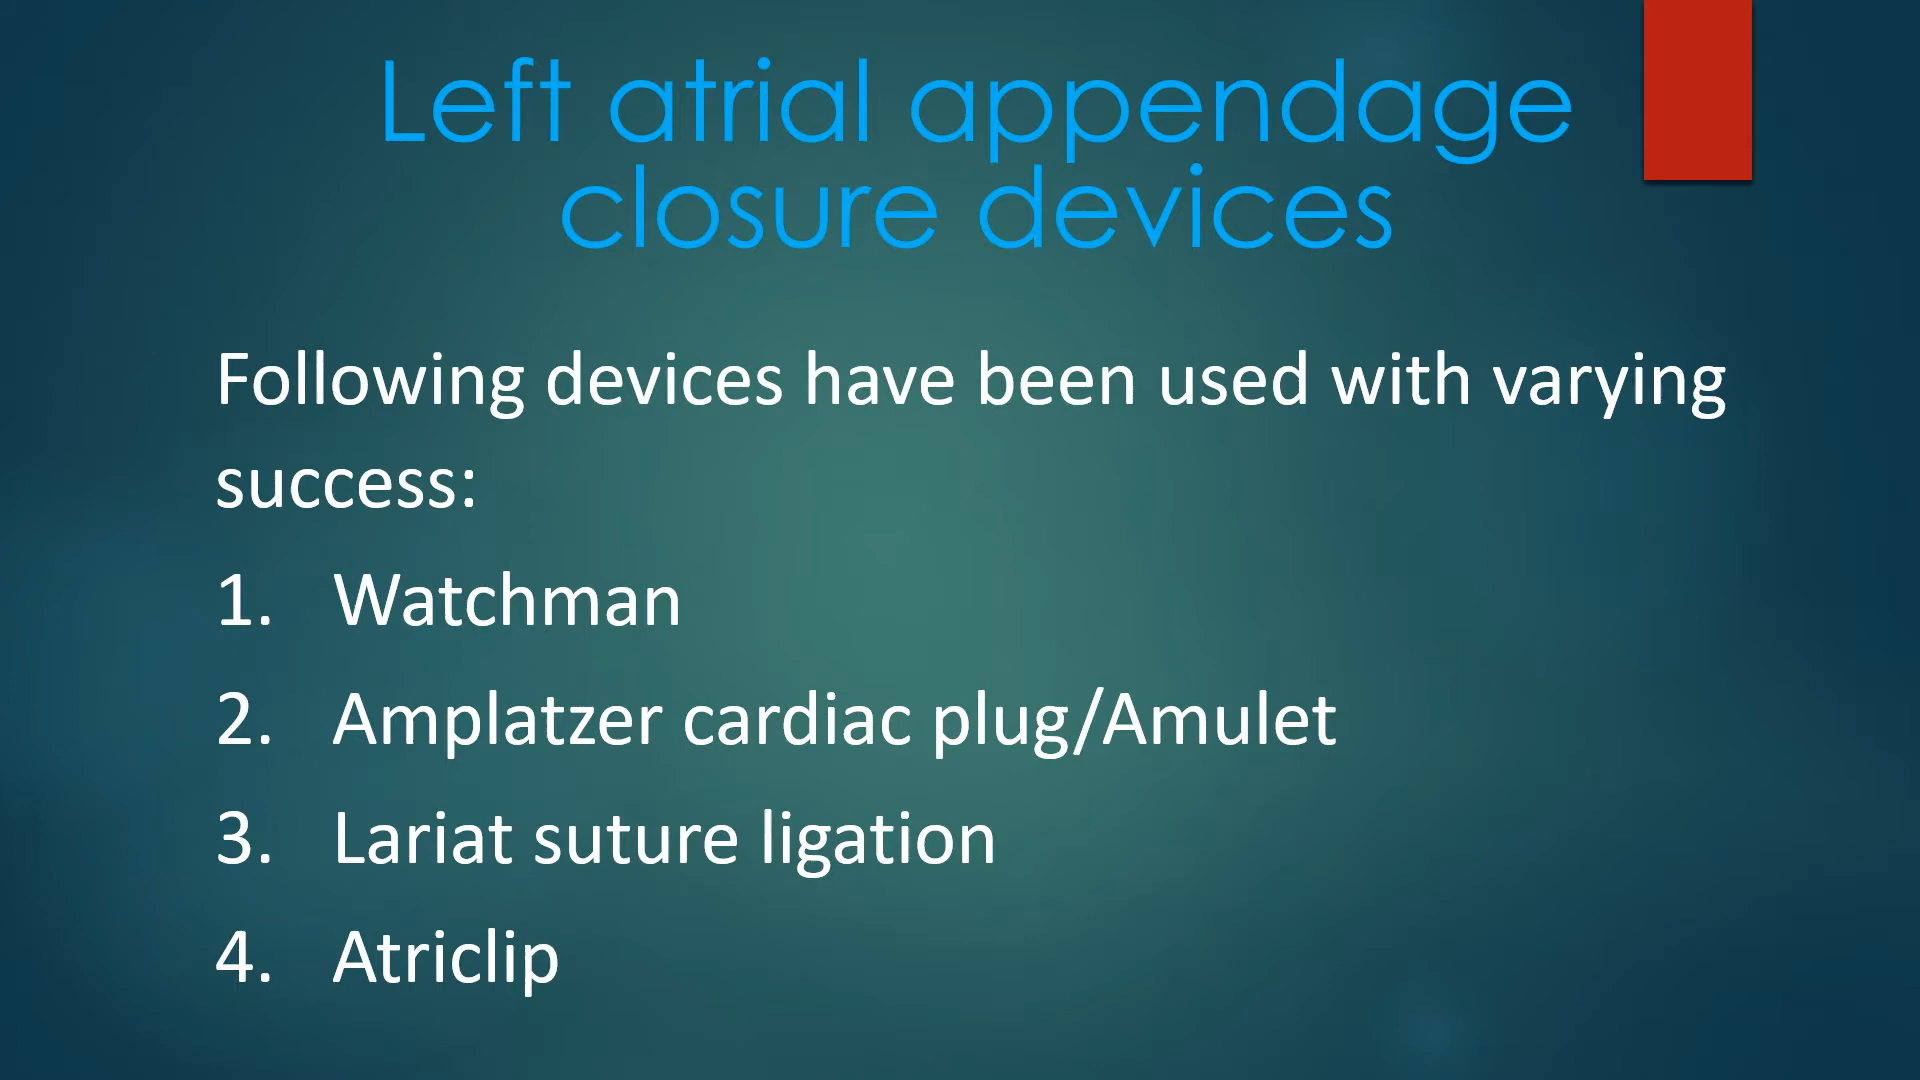 Left atrial appendage
closure devices
Following devices have been used with varying
success:
1. Watchman
2. Amplatzer cardiac plug/Amulet
3. Lariat suture ligation
4. Atriclip